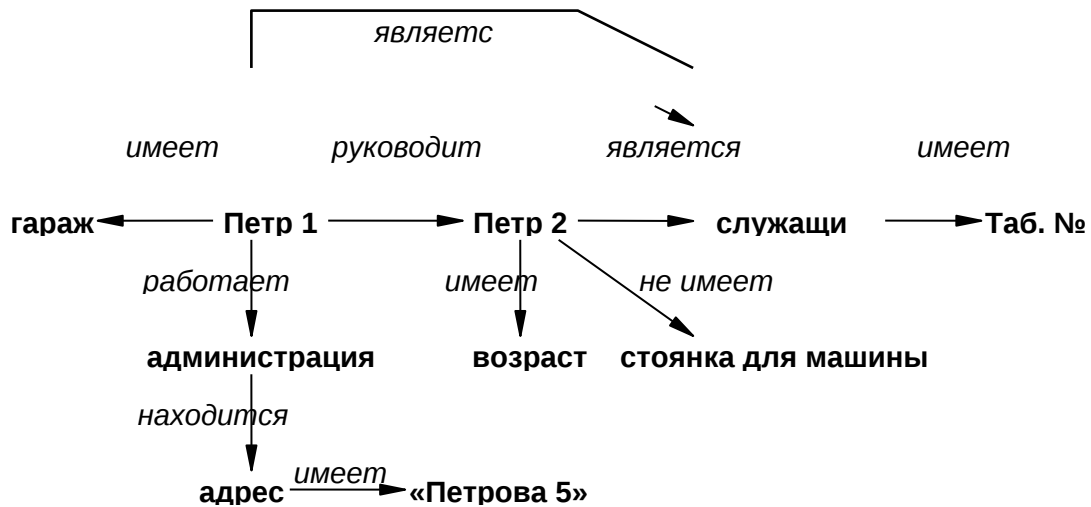 являетс
имеет руководит является имеет
гараж Петр 1 Петр 2 служащи Таб. №
работает имеет не имеет
администрация возраст стоянка для машины
находится
имеет
адрес «Петрова 5»